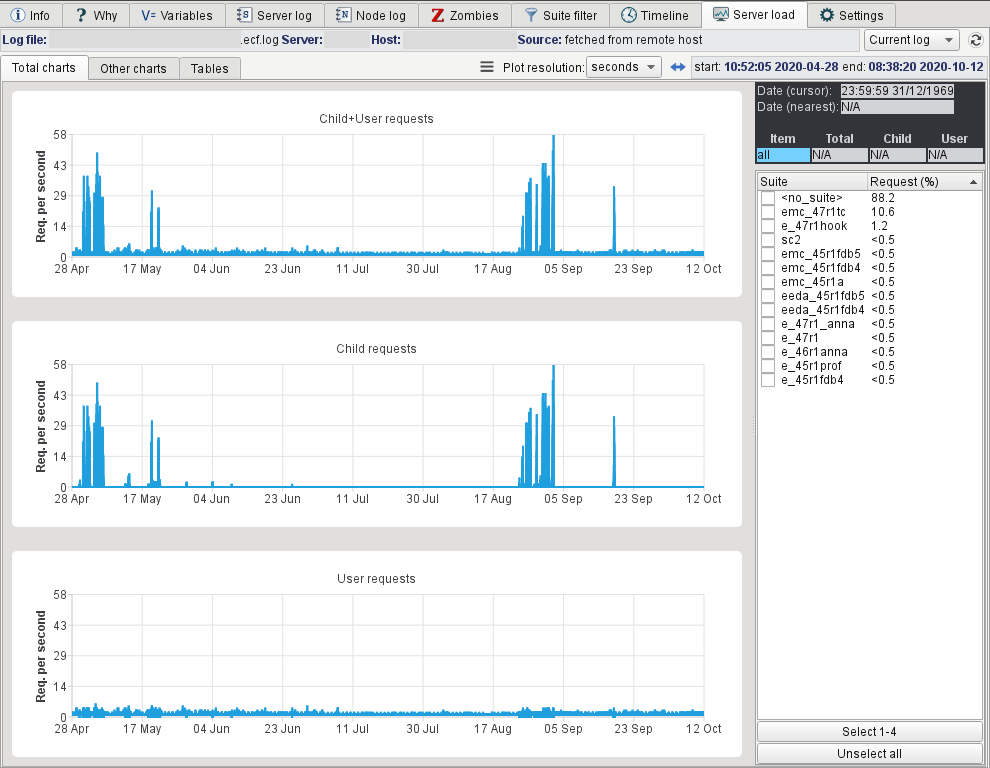 Info Why V= Variables Server log Node log Zombies Suite filter Timeline Server load Settings
Log file: .ecf.log Server: Host: Source: fetched from remote host Current log
Total charts Other charts Tables Plot resolution: seconds start: 10:52:05 2020-04-28 end: 08:38:20 2020-10-12
Child+User requests
Req. per second
58
43
29
14
0
28 Apr 17 May 04 Jun 23 Jun 11 Jul 30 Jul 17 Aug 05 Sep 23 Sep 12 Oct
Child requests
Req. per second
58
43
29
14
0
28 Apr 17 May 04 Jun 23 Jun 11 Jul 30 Jul 17 Aug 05 Sep 23 Sep 12 Oct
User requests
Req. per second
58
43
29
14
0
28 Apr 17 May 04 Jun 23 Jun 11 Jul 30 Jul 17 Aug 05 Sep 23 Sep 12 Oct
Date (cursor): 23:59:59 31/12/1969
Date (nearest): N/A
Item Total Child User
all N/A N/A N/A
Suite Request (%)
<no_suite> 88.2
emc_47r1tc 10.6
e_47r1hook 1.2
sc2 <0.5
emc_45r1fdb5 <0.5
emc_45r1fdb4 <0.5
emc_45r1a <0.5
eeda_45r1fdb5 <0.5
eeda_45r1fdb4 <0.5
e_47r1_anna <0.5
e_47r1 <0.5
e_46r1anna <0.5
e_45r1prof <0.5
e_45r1fdb4 <0.5
Select 1-4
Unselect all